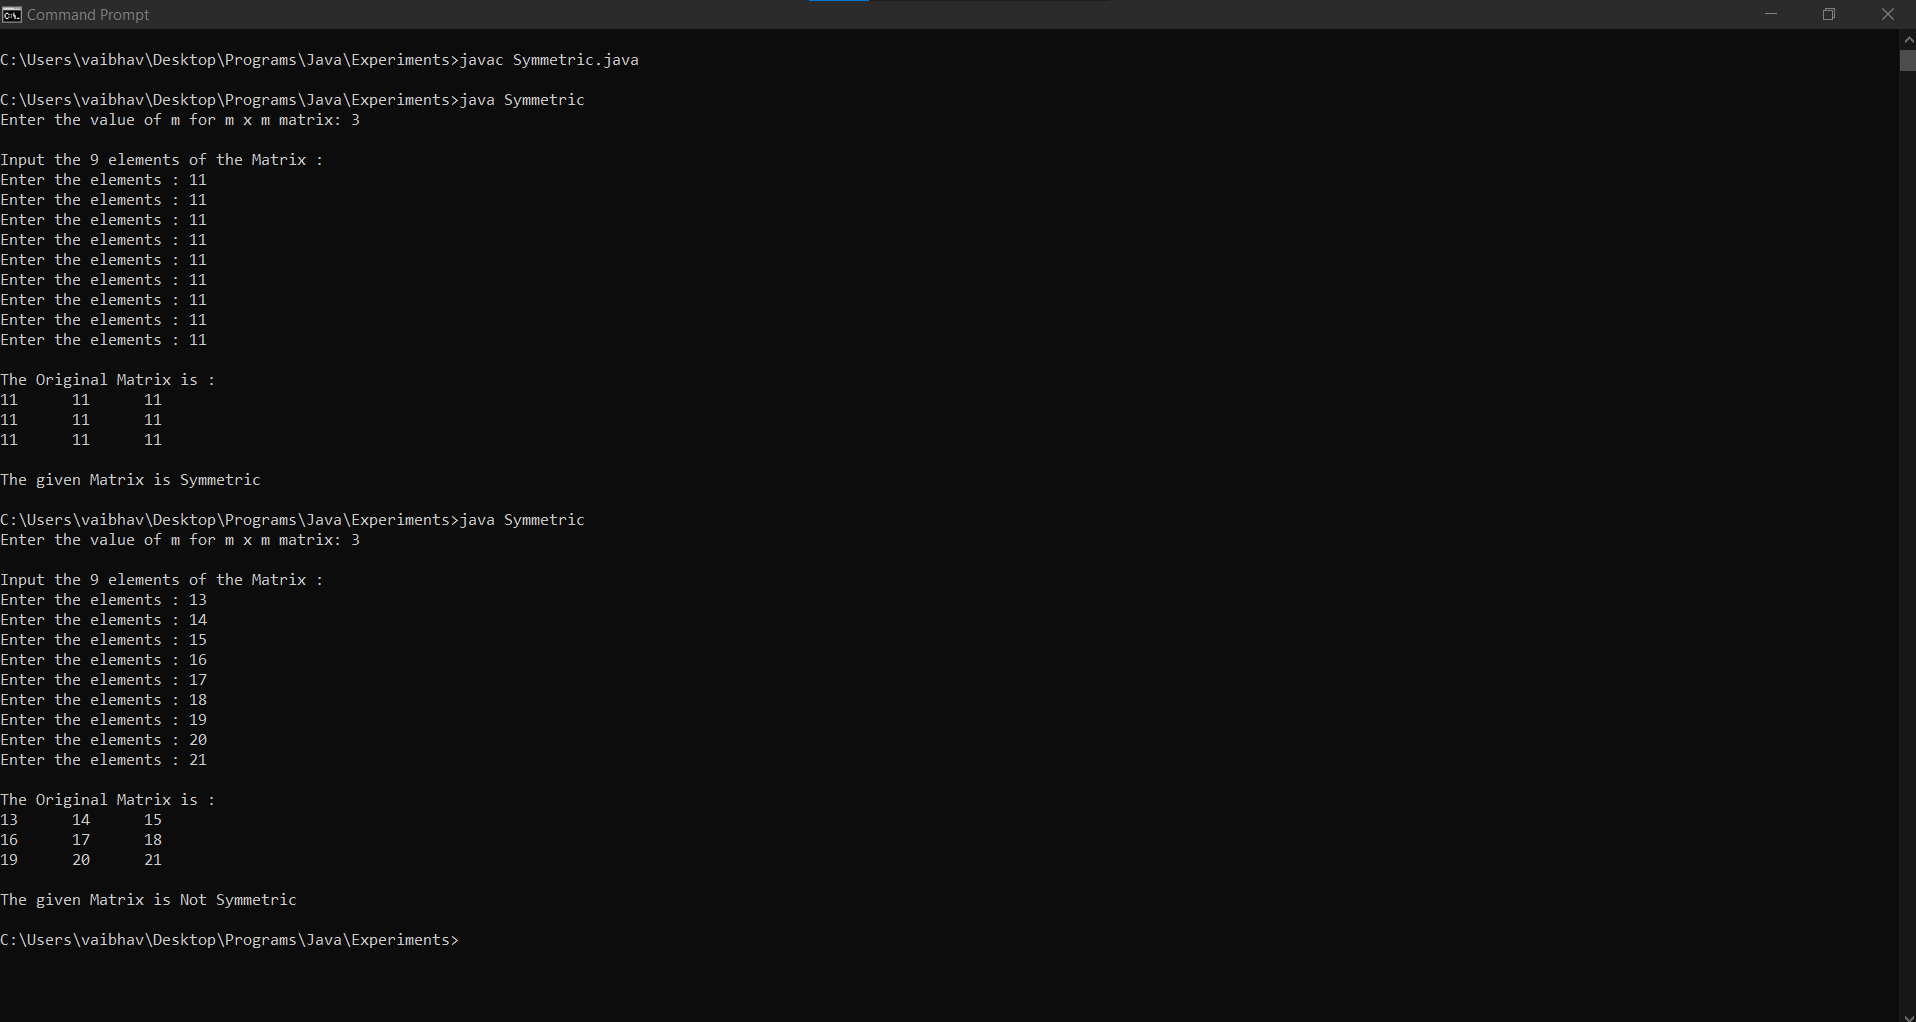 Command Prompt
C:\Users\vaibhav\Desktop\Programs\Java\Experiments>javac Symmetric.java
C:\Users\vaibhav\Desktop\Programs\Java\Experiments>java Symmetric
Enter the value of m for m x m matrix: 3
Input the 9 elements of the Matrix :
Enter the elements : 11
Enter the elements : 11
Enter the elements : 11
Enter the elements : 11
Enter the elements : 11
Enter the elements : 11
Enter the elements : 11
Enter the elements : 11
Enter the elements : 11
The Original Matrix is :
11      11      11
11      11      11
11      11      11
The given Matrix is Symmetric
C:\Users\vaibhav\Desktop\Programs\Java\Experiments>java Symmetric
Enter the value of m for m x m matrix: 3
Input the 9 elements of the Matrix :
Enter the elements : 13
Enter the elements : 14
Enter the elements : 15
Enter the elements : 16
Enter the elements : 17
Enter the elements : 18
Enter the elements : 19
Enter the elements : 20
Enter the elements : 21
The Original Matrix is :
13      14      15
16      17      18
19      20      21
The given Matrix is Not Symmetric
C:\Users\vaibhav\Desktop\Programs\Java\Experiments>